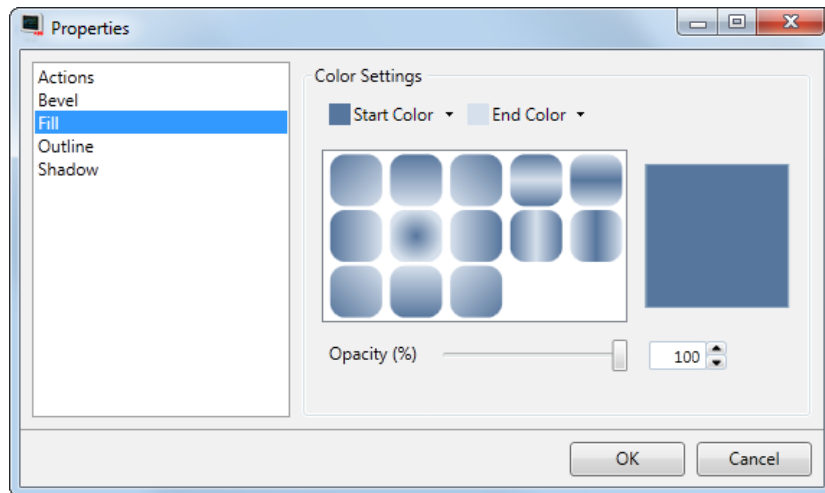 Properties
Actions
Bevel
Fill
Outline
Shadow
Color Settings
Start Color End Color
Opacity (%) 100
OK Cancel